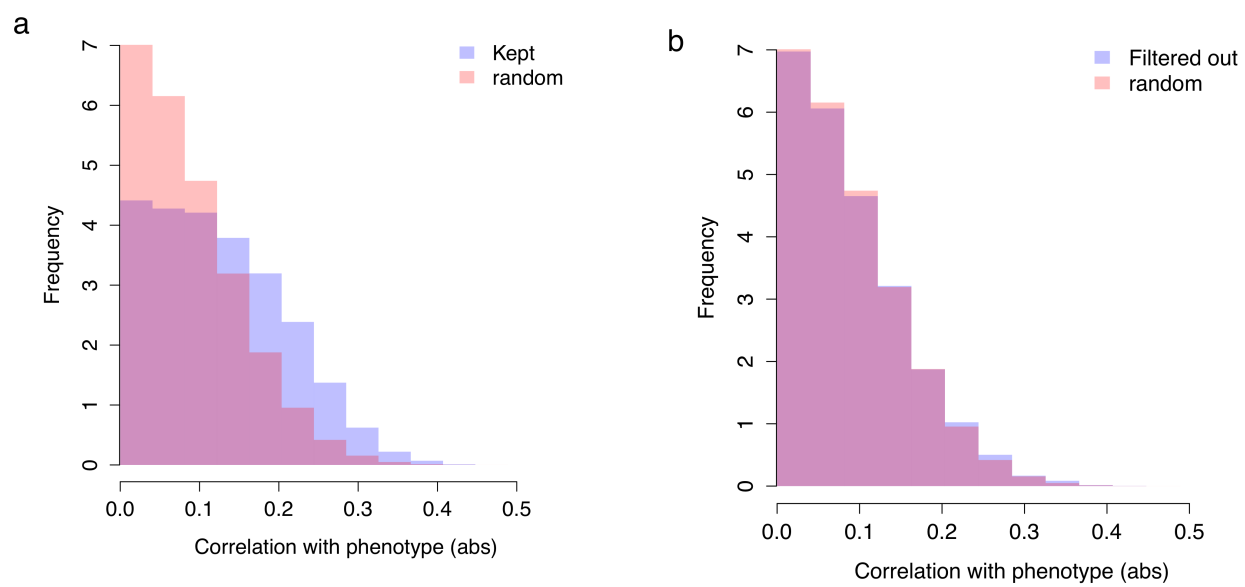 a
Kept
random
Frequency
7
6
5
4
3
2
1
0
0.0 0.1 0.2 0.3 0.4 0.5
Correlation with phenotype (abs)
b
Filtered out
random
Frequency
7
6
5
4
3
2
1
0
0.0 0.1 0.2 0.3 0.4 0.5
Correlation with phenotype (abs)